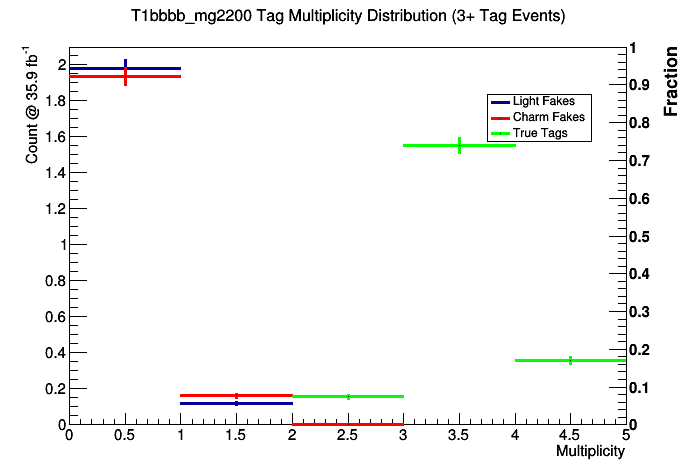 T1bbbb_mg2200 Tag Multiplicity Distribution (3+ Tag Events)
Count @ 35.9 fb⁻¹
2
1.8
1.6
1.4
1.2
1
0.8
0.6
0.4
0.2
0
Light Fakes
Charm Fakes
True Tags
Fraction
1
0.9
0.8
0.7
0.6
0.5
0.4
0.3
0.2
0.1
0
0 0.5 1 1.5 2 2.5 3 3.5 4 4.5 5
Multiplicity